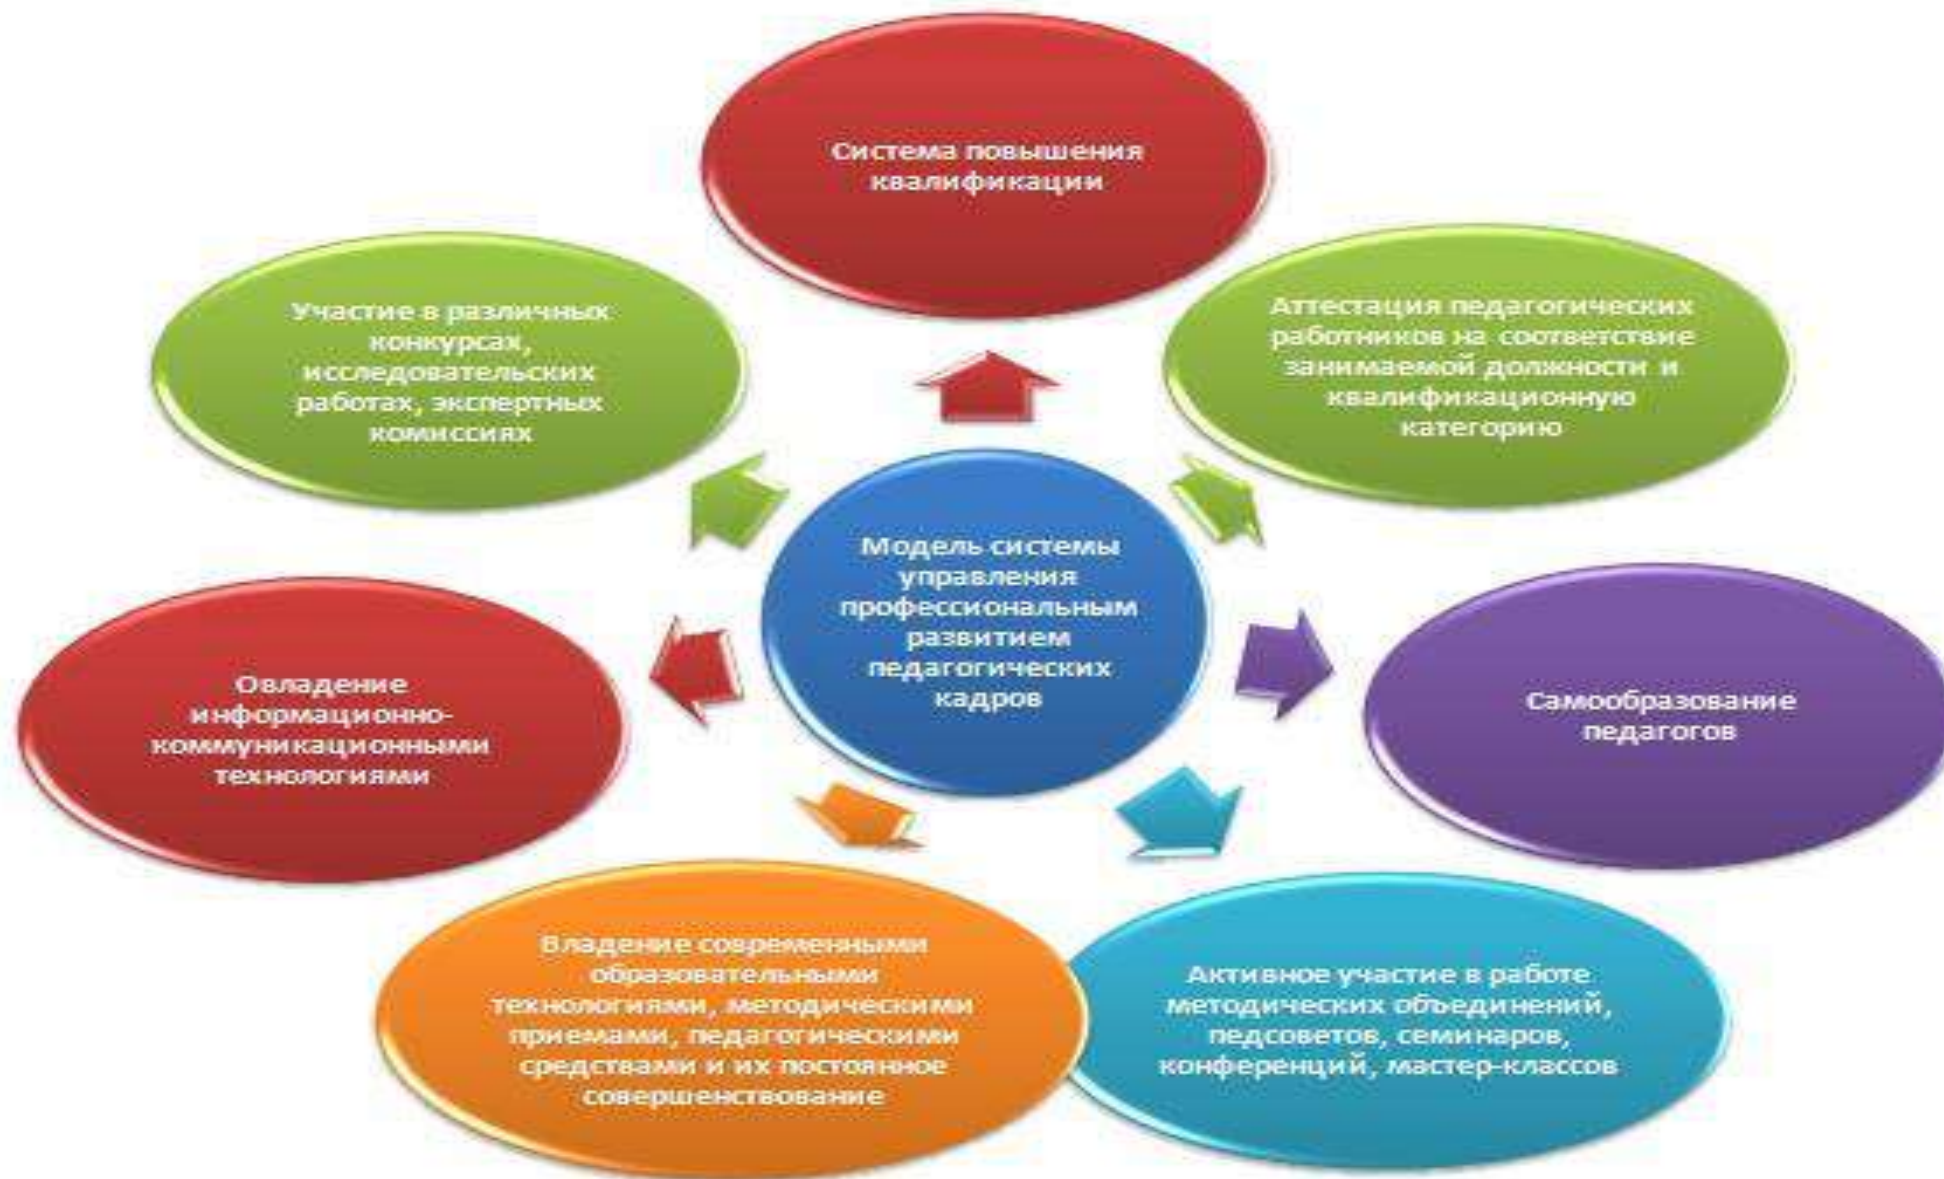 Система повышения
квалификации
Аттестация педагогических
работников на соответствие
занимаемой должности и
квалификационную
категорию
Самообразование
педагогов
Активное участие в работе
методических объединений,
педсоветов, семинаров,
конференций, мастер-классов
Владение современными
образовательными
технологиями, методическими
приемами, педагогическими
средствами и их постоянное
совершенствование
Овладение
информационно-
коммуникационными
технологиями
Участие в различных
конкурсах,
исследовательских
работах, экспертных
комиссиях
Модель системы
управления
профессиональным
развитием
педагогических
кадров